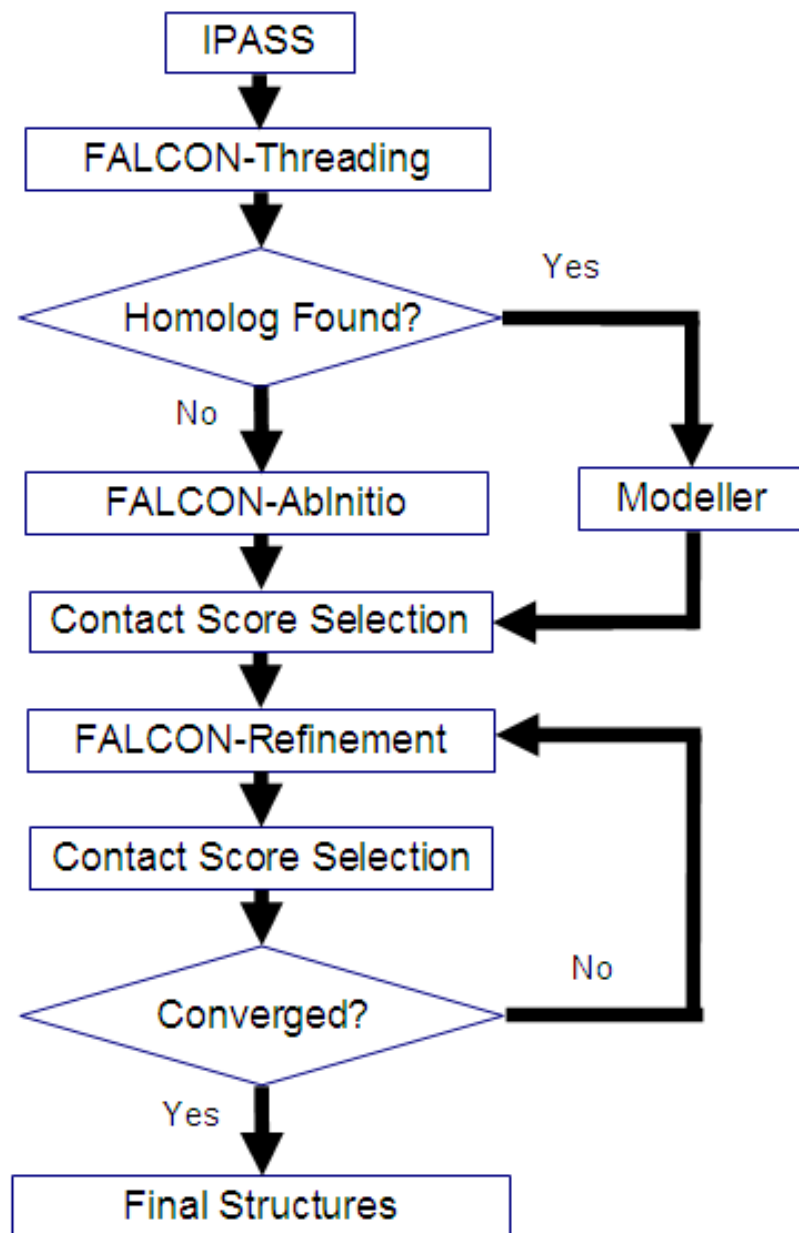 IPASS
FALCON-Threading
Homolog Found?
Yes
No
FALCON-AbInitio
Modeller
Contact Score Selection
FALCON-Refinement
Contact Score Selection
Converged?
No
Yes
Final Structures